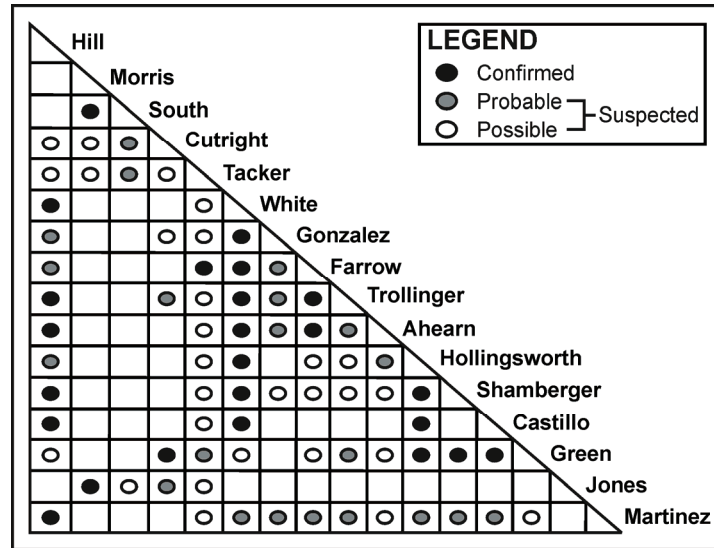 Hill
LEGEND
Morris
Confirmed
South
Probable
Suspected
Cutright
Possible
Tacker
White
Gonzalez
Farrow
Trollinger
Ahearn
Hollingsworth
Shamberger
Castillo
Green
Jones
Martinez